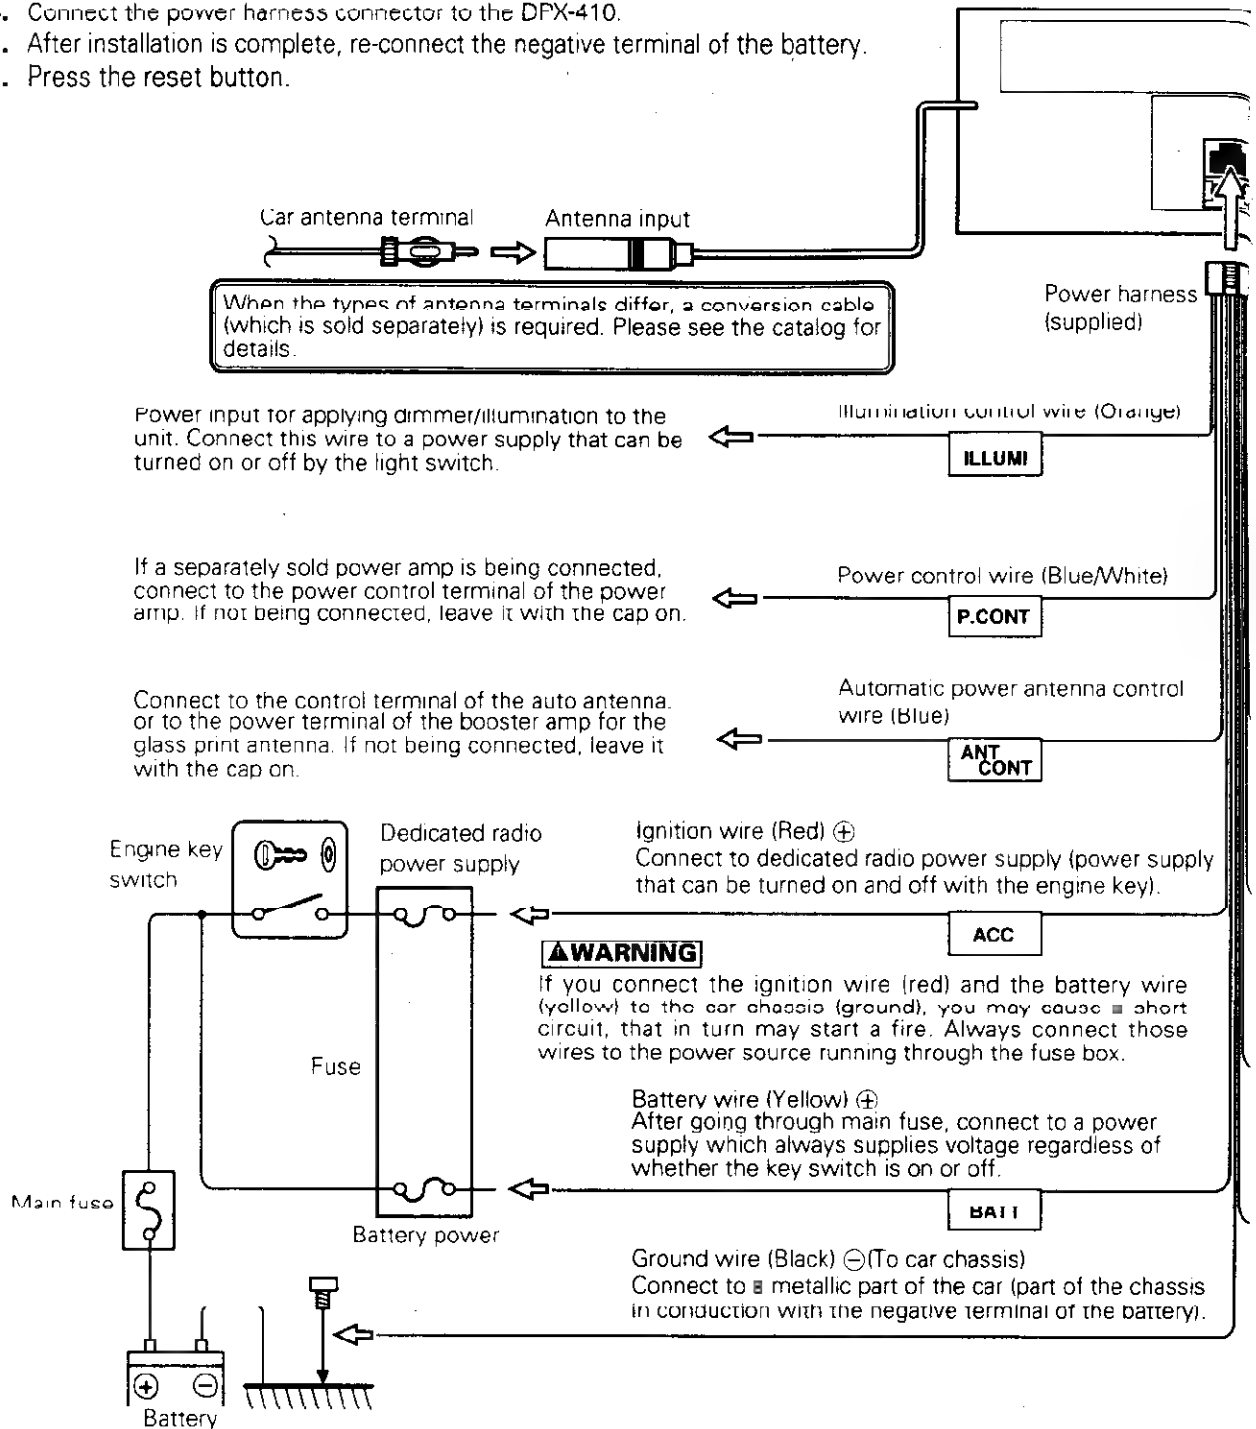 . Connect the power harness connector to the DPX-410.
. After installation is complete, re-connect the negative terminal of the battery.
. Press the reset button.
Car antenna terminal
Antenna input
When the types of antenna terminals differ, a conversion cable
(which is sold separately) is required. Please see the catalog for
details.
Power harness
(supplied)
Power input for applying dimmer/illumination to the
unit. Connect this wire to a power supply that can be
turned on or off by the light switch.
Illumination control wire (Orange)
ILLUMI
If a separately sold power amp is being connected,
connect to the power control terminal of the power
amp. If not being connected, leave it with the cap on.
Power control wire (Blue/White)
P.CONT
Connect to the control terminal of the auto antenna.
or to the power terminal of the booster amp for the
glass print antenna. If not being connected, leave it
with the cap on.
Automatic power antenna control
wire (Blue)
ANT
CONT
Engine key
switch
Dedicated radio
power supply
Ignition wire (Red) ⊕
Connect to dedicated radio power supply (power supply
that can be turned on and off with the engine key).
ACC
⚠WARNING
If you connect the ignition wire (red) and the battery wire
(yellow) to the car chassis (ground), you may cause a short
circuit, that in turn may start a fire. Always connect those
wires to the power source running through the fuse box.
Fuse
Battery wire (Yellow) ⊕
After going through main fuse, connect to a power
supply which always supplies voltage regardless of
whether the key switch is on or off.
BATT
Main fuse
Battery power
Ground wire (Black) ⊖(To car chassis)
Connect to a metallic part of the car (part of the chassis
in conduction with the negative terminal of the battery).
⊕ ⊖
Battery